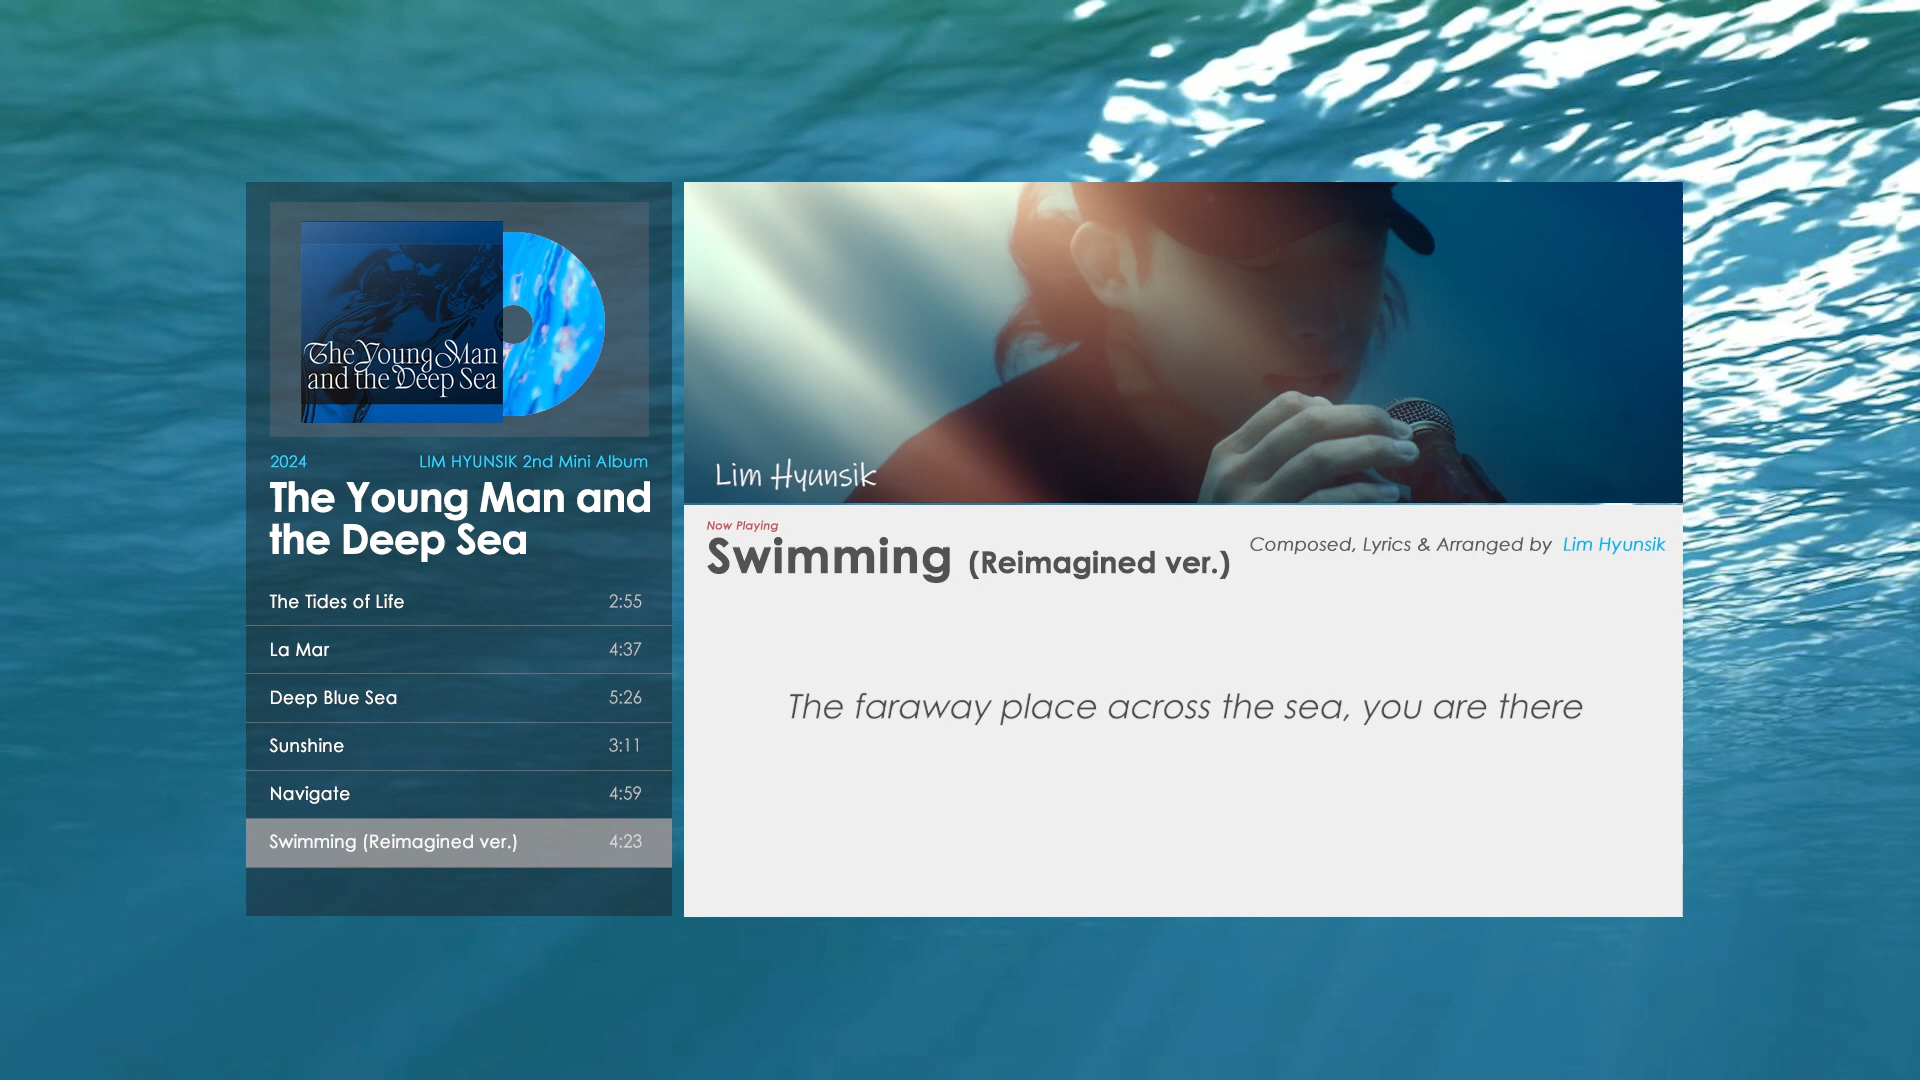 The Young Man
and the Deep Sea
2024 LIM HYUNSIK 2nd Mini Album
The Young Man and
the Deep Sea
The Tides of Life 2:55
La Mar 4:37
Deep Blue Sea 5:26
Sunshine 3:11
Navigate 4:59
Swimming (Reimagined ver.) 4:23
Lim Hyunsik
Now Playing
Swimming (Reimagined ver.)
Composed, Lyrics & Arranged by Lim Hyunsik
The faraway place across the sea, you are there